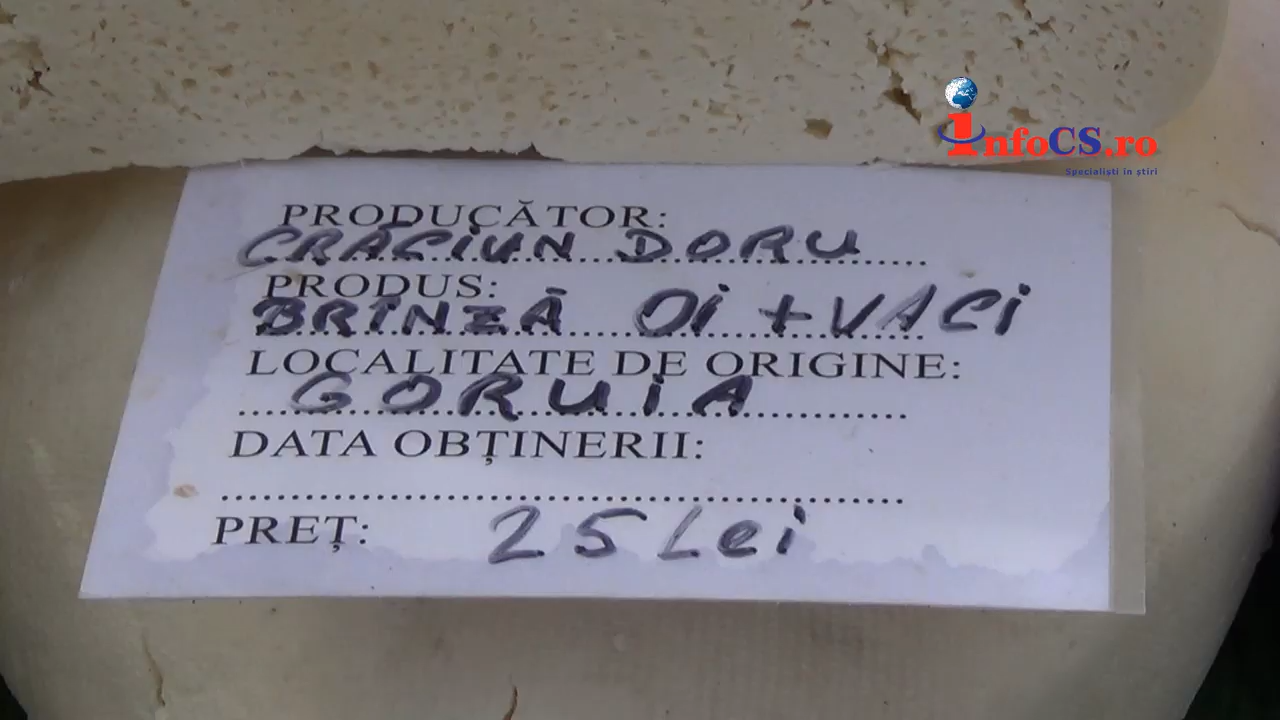 InfoCS.ro
Specialisti in știri
PRODUCĂTOR:
CRACIUN DORU
PRODUS:
BRINZĂ OI + VACI
LOCALITATE DE ORIGINE:
GORUIA
DATA OBȚINERII:
PREȚ: 25 Lei